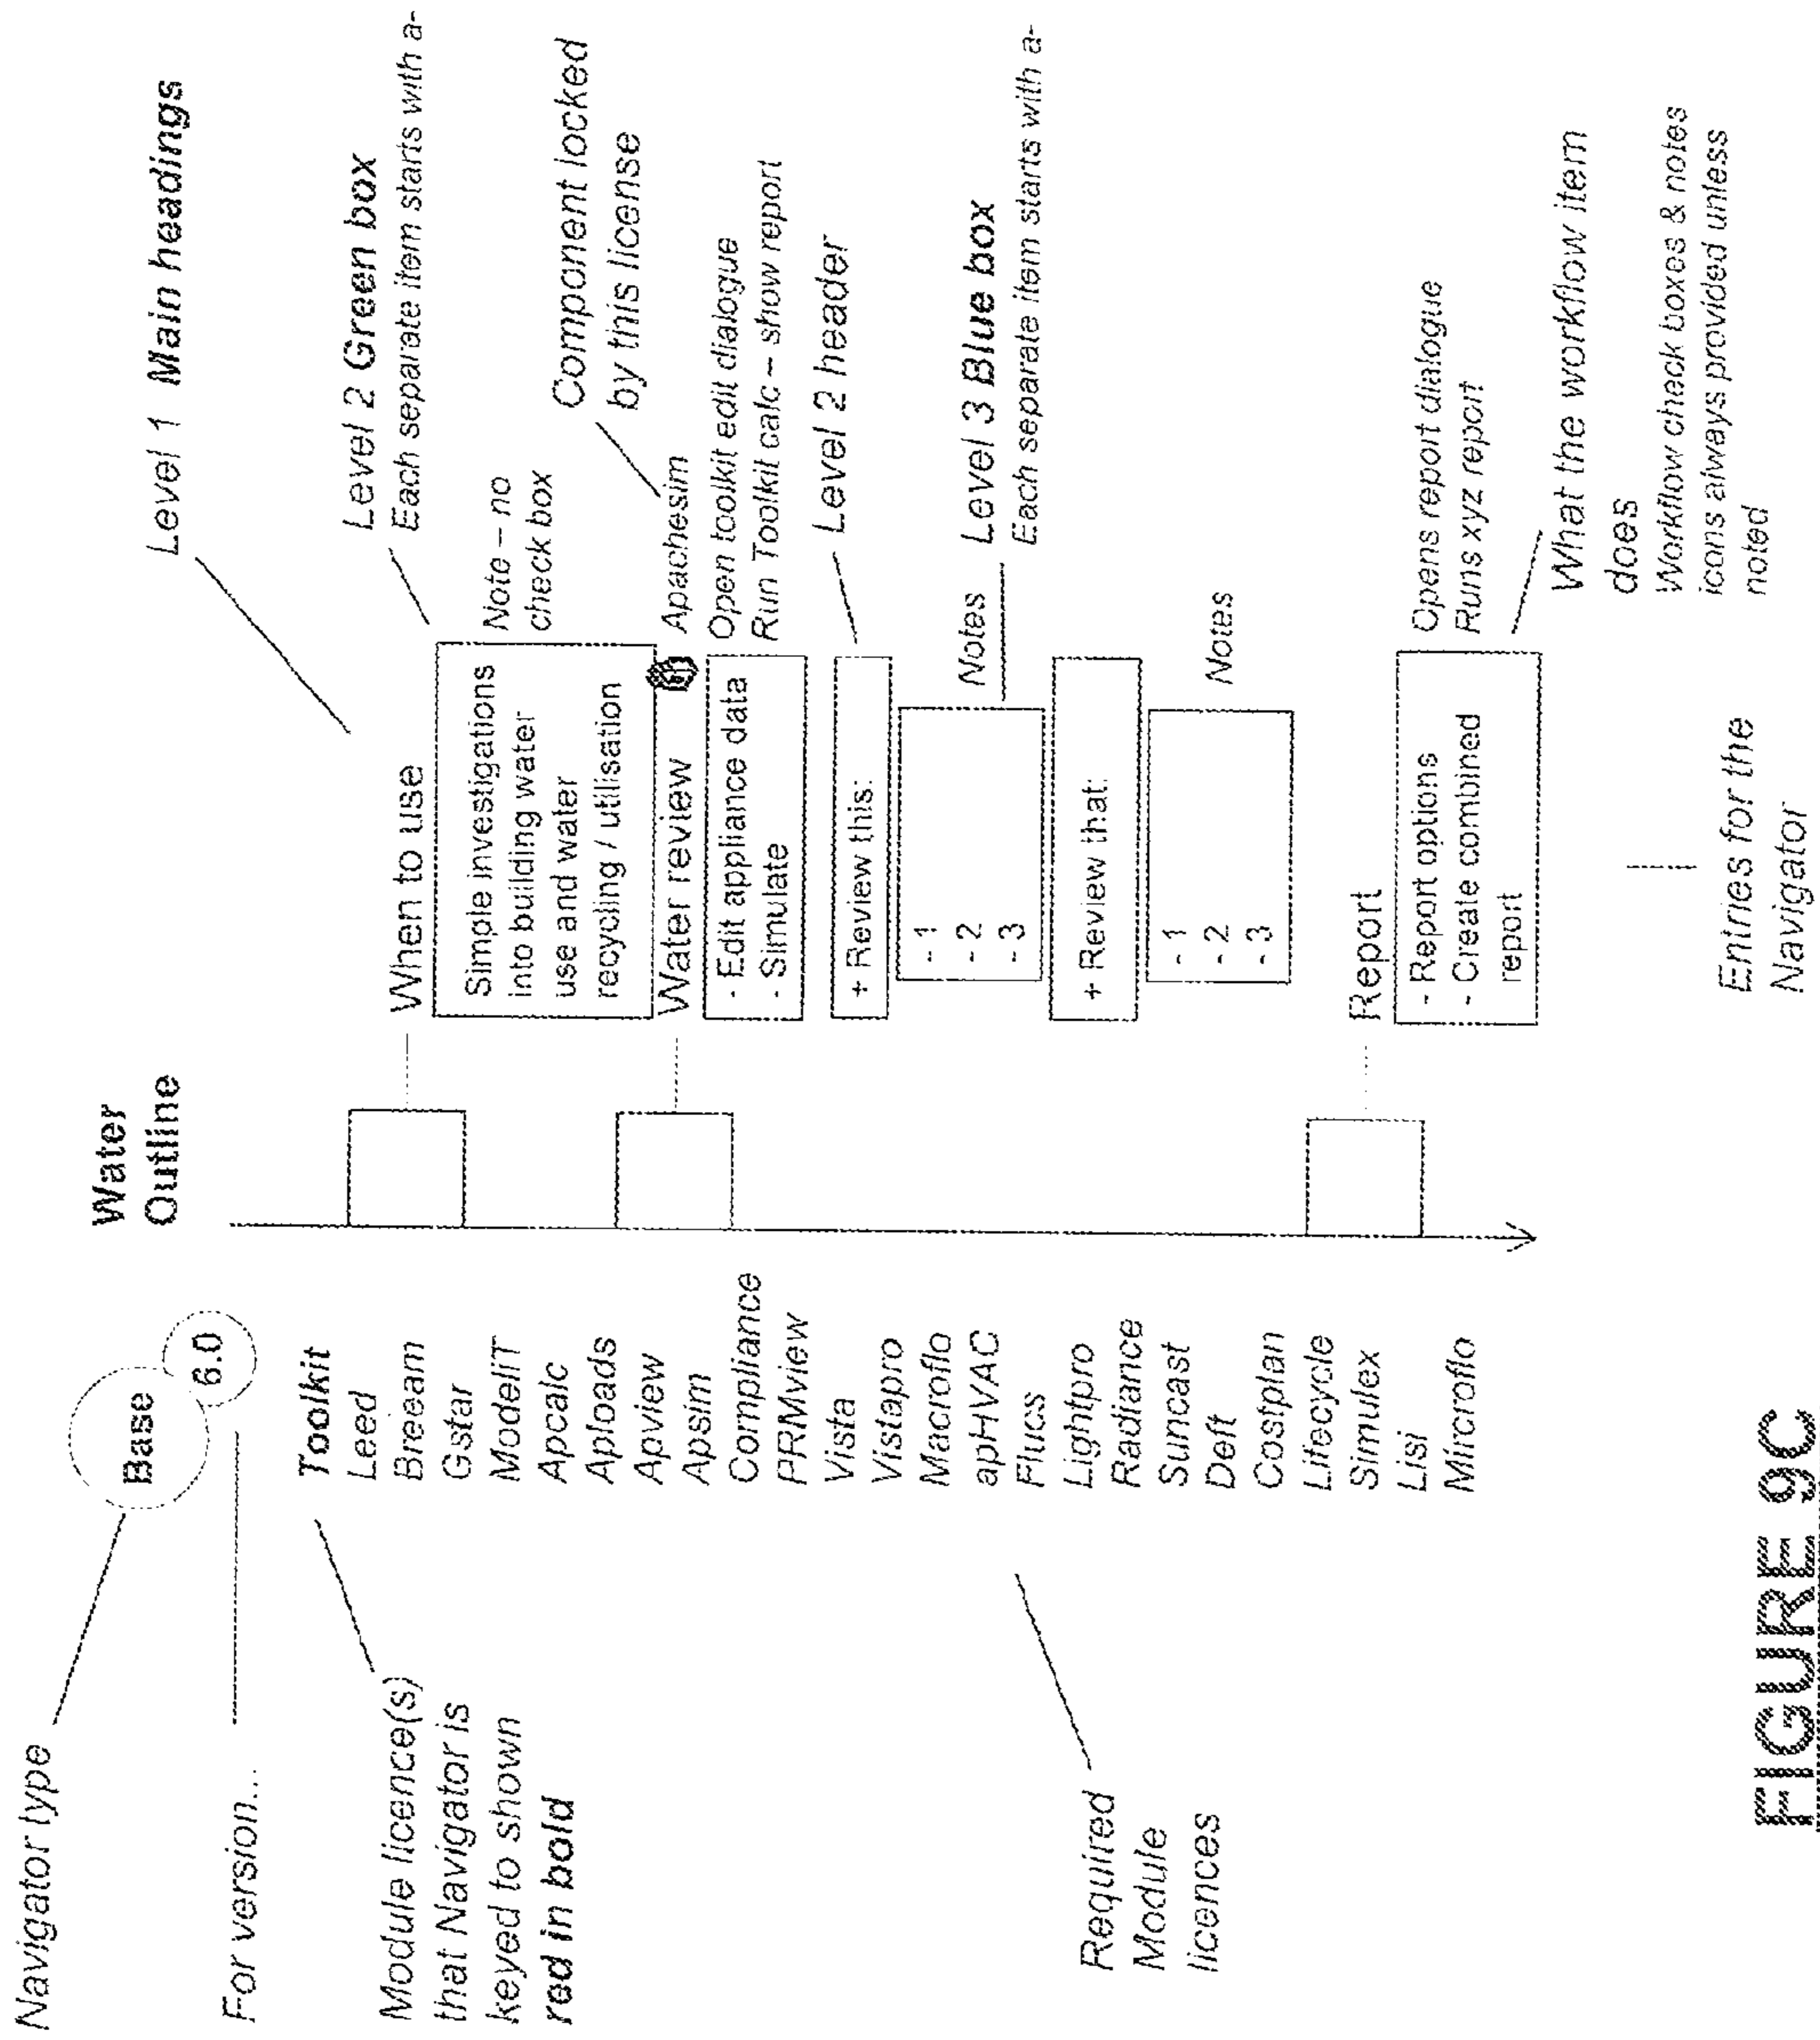 Navigator type
Base
6.0
For version...
Module licence(s)
that Navigator is
keyed to shown
red in bold
Toolkit
Leed
Breeam
Gstar
ModelIT
Apcalc
Aploads
Apview
Apsim
Compliance
PRMview
Vista
Vistapro
Macroflo
apHVAC
Flucs
Lightpro
Radiance
Suncast
Deft
Costplan
Lifecycle
Simulex
Lisi
Mircroflo
Required
Module
licences
Water
Outline
When to use
Simple investigations
into building water
use and water
recycling / utilisation
Water review
- Edit appliance data
- Simulate
+ Review this:
- 1
- 2
- 3
+ Review that:
- 1
- 2
- 3
Report
- Report options
- Create combined
report
Entries for the
Navigator
Level 1 Main headings
Level 2 Green box
Each separate item starts with a-
Note – no
check box
Component locked
by this license
Apachesim
Open toolkit edit dialogue
Run Toolkit calc – show report
Level 2 header
Notes
Level 3 Blue box
Each separate item starts with a-
Notes
Opens report dialogue
Runs xyz report
What the workflow item
does
Workflow check boxes & notes
icons always provided unless
noted
FIGURE 9C